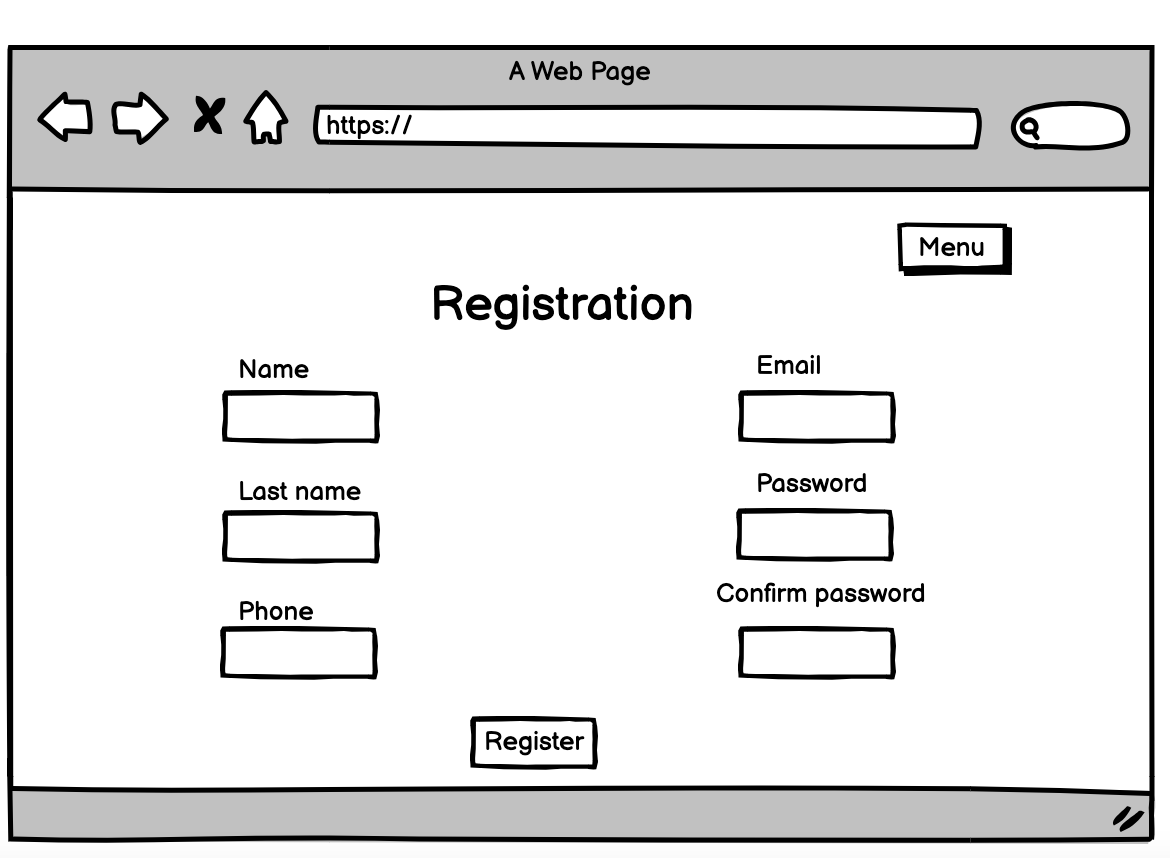 A Web Page
https://
Menu
Registration
Name
Email
Last name
Password
Phone
Confirm password
Register